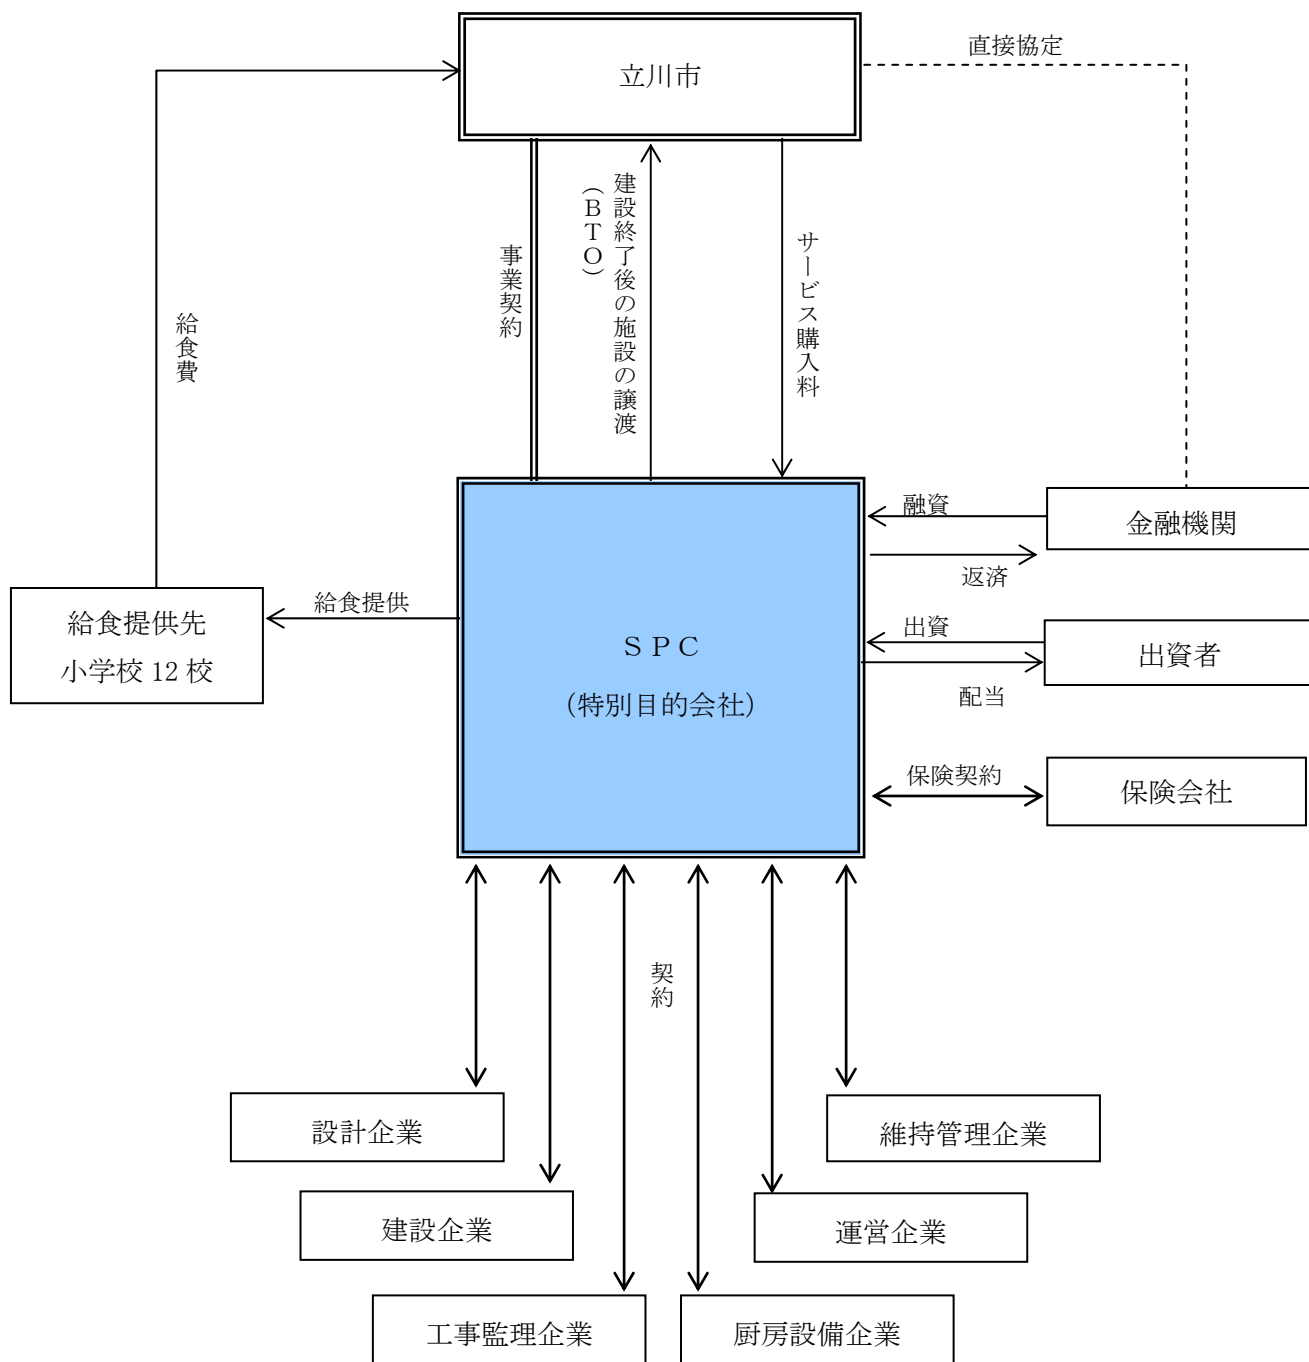 立川市
直接協定
建設終了後の施設の譲渡
（ＢＴＯ）
事業契約
サービス購入料
給食費
融資
金融機関
返済
給食提供先
小学校 12 校
給食提供
ＳＰＣ
（特別目的会社）
出資
出資者
配当
保険契約
保険会社
契約
設計企業
維持管理企業
建設企業
運営企業
工事監理企業
厨房設備企業